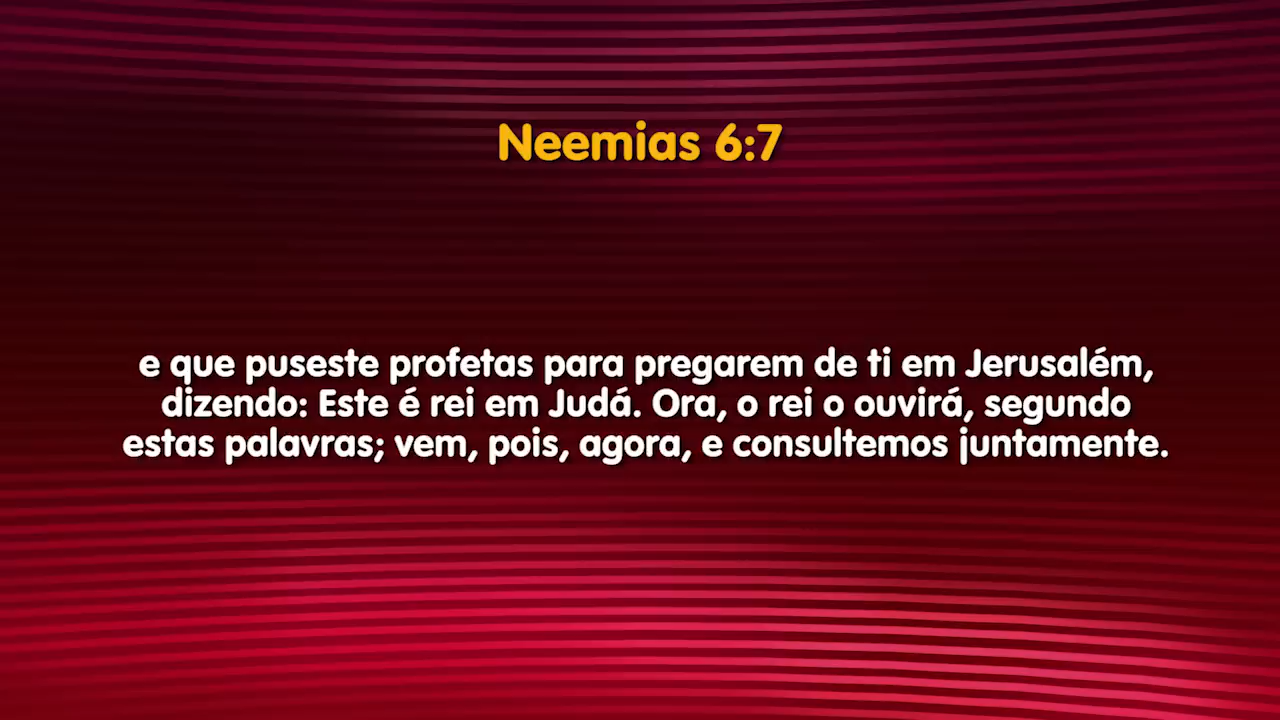 Neemias 6:7
e que puseste profetas para pregarem de ti em Jerusalém,
dizendo: Este é rei em Judá. Ora, o rei o ouvirá, segundo
estas palavras; vem, pois, agora, e consultemos juntamente.